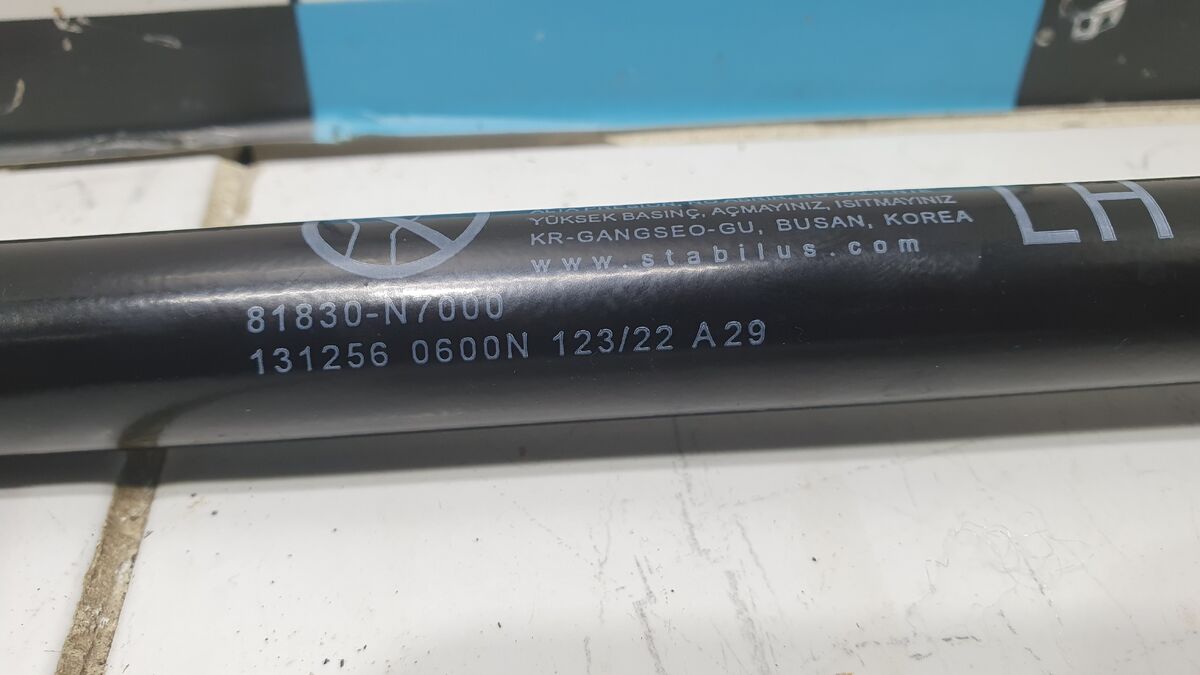 YÜKSEK BASINÇ, AÇMAYINIZ, ISITMAYINIZ
KR-GANGSEO-GU, BUSAN, KOREA
www.stabilus.com
LH
81830-N7000
131256 0600N 123/22 A29